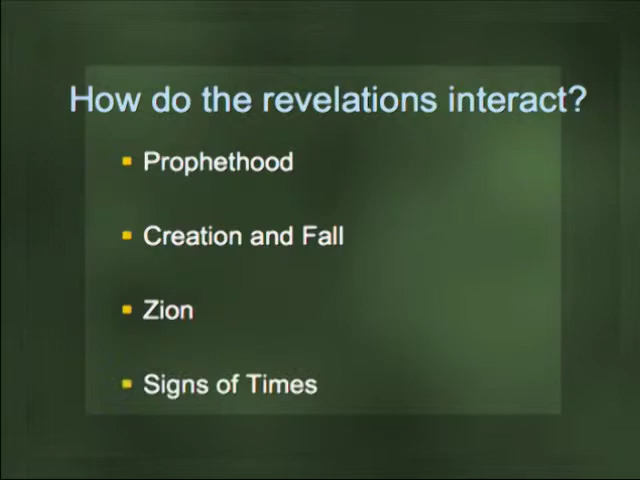 How do the revelations interact?
Prophethood
Creation and Fall
Zion
Signs of Times